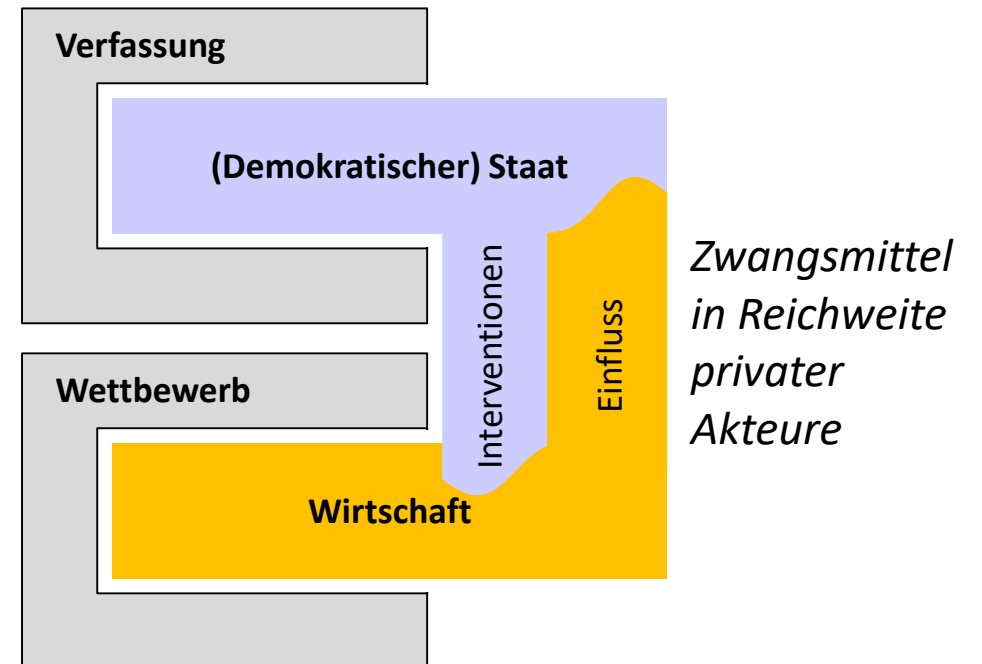 Verfassung
(Demokratischer) Staat
Interventionen
Einfluss
Zwangsmittel
in Reichweite
privater
Akteure
Wettbewerb
Wirtschaft